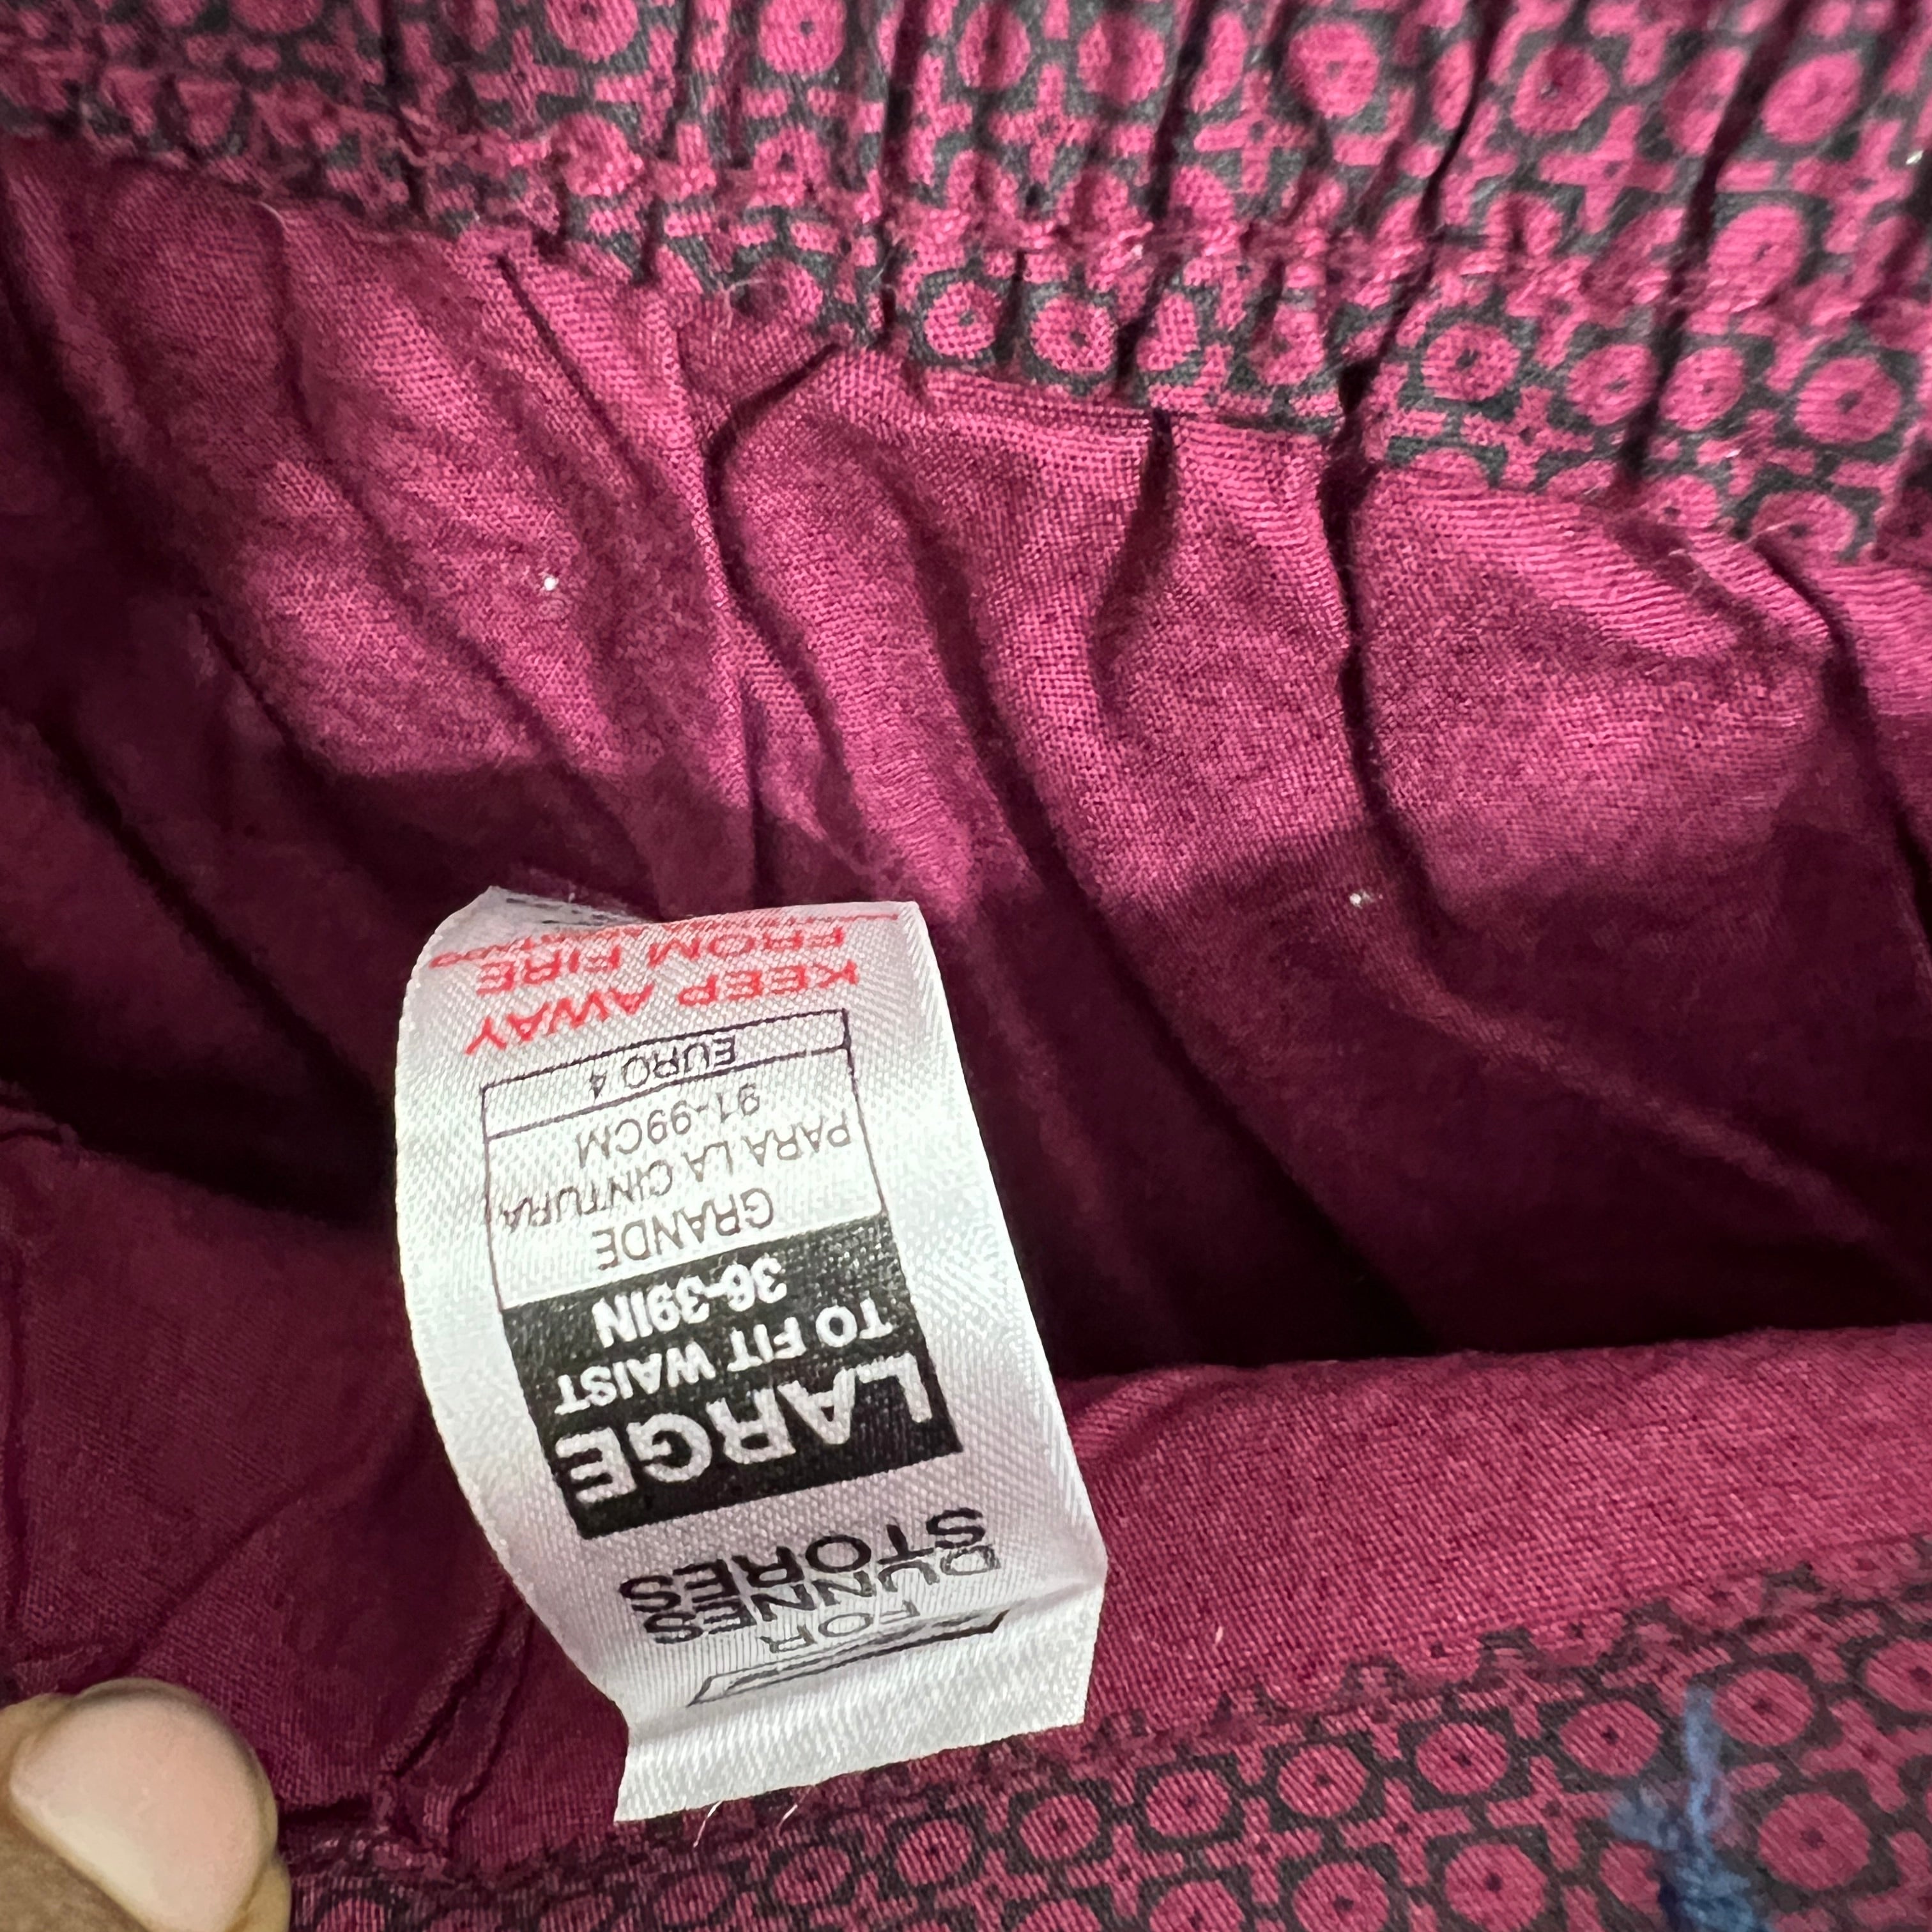 FOR
DUNNES
STORES
LARGE
TO FIT WAIST
36-39IN
GRANDE
PARA LA CINTURA
91-99CM
EURO 4
KEEP AWAY
FROM FIRE